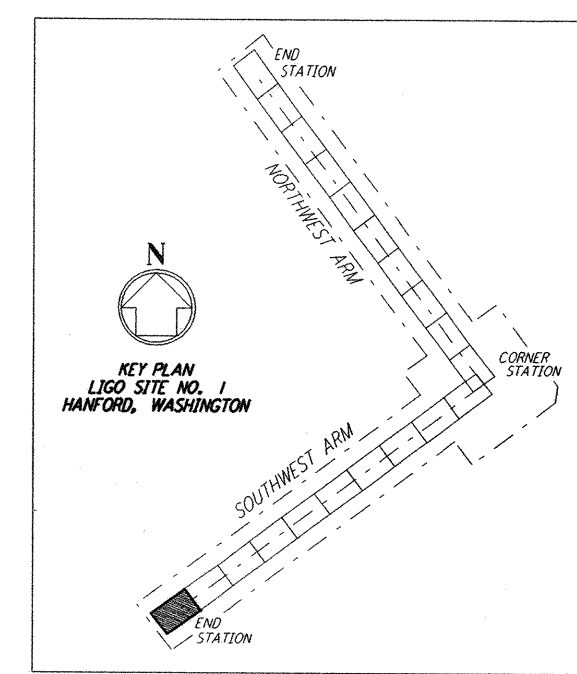 END
STATION
NORTHWEST ARM
N
KEY PLAN
LIGO SITE NO. 1
HANFORD, WASHINGTON
CORNER
STATION
SOUTHWEST ARM
END
STATION